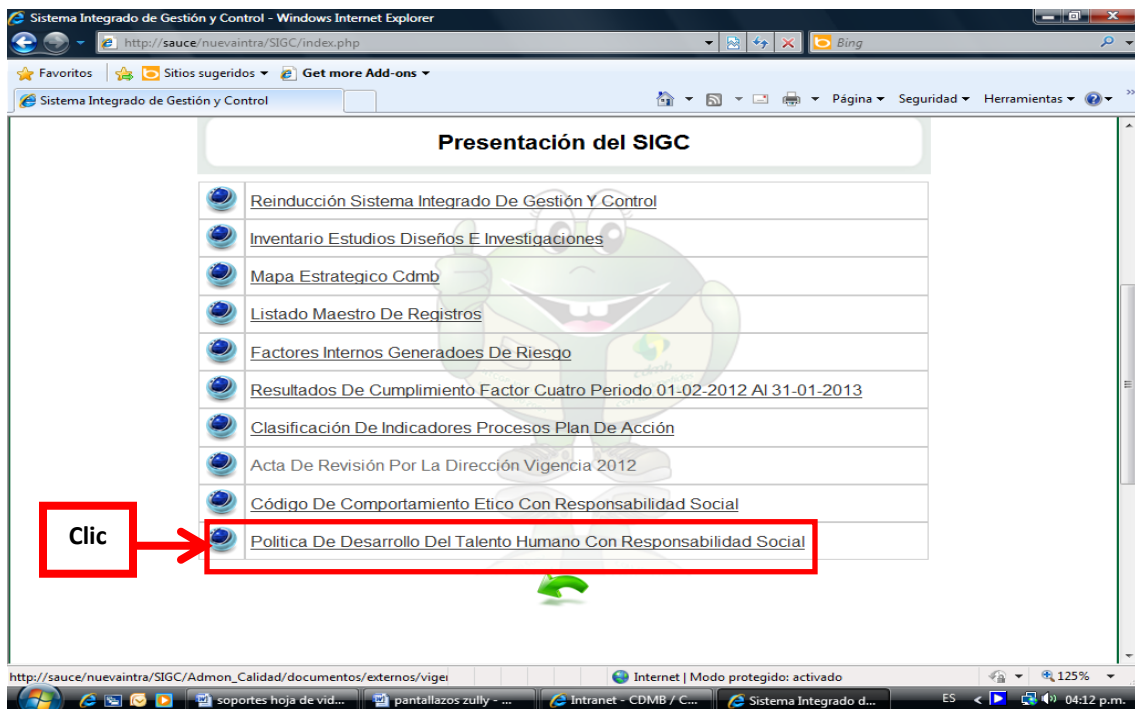 Sistema Integrado de Gestión y Control - Windows Internet Explorer
http://sauce/nuevaintra/SIGC/index.php
Bing
Favoritos Sitios sugeridos Get more Add-ons
Sistema Integrado de Gestión y Control
Página Seguridad Herramientas
Presentación del SIGC
Reinducción Sistema Integrado De Gestión Y Control
Inventario Estudios Diseños E Investigaciones
Mapa Estrategico Cdmb
Listado Maestro De Registros
Factores Internos Generadoes De Riesgo
Resultados De Cumplimiento Factor Cuatro Periodo 01-02-2012 Al 31-01-2013
Clasificación De Indicadores Procesos Plan De Acción
Acta De Revisión Por La Dirección Vigencia 2012
Código De Comportamiento Etico Con Responsabilidad Social
Clic
Politica De Desarrollo Del Talento Humano Con Responsabilidad Social
cdmb
http://sauce/nuevaintra/SIGC/Admon_Calidad/documentos/externos/vige
Internet | Modo protegido: activado
125%
soportes hoja de vid...
pantallazos zully - ...
Intranet - CDMB / C...
Sistema Integrado d...
ES
04:12 p.m.